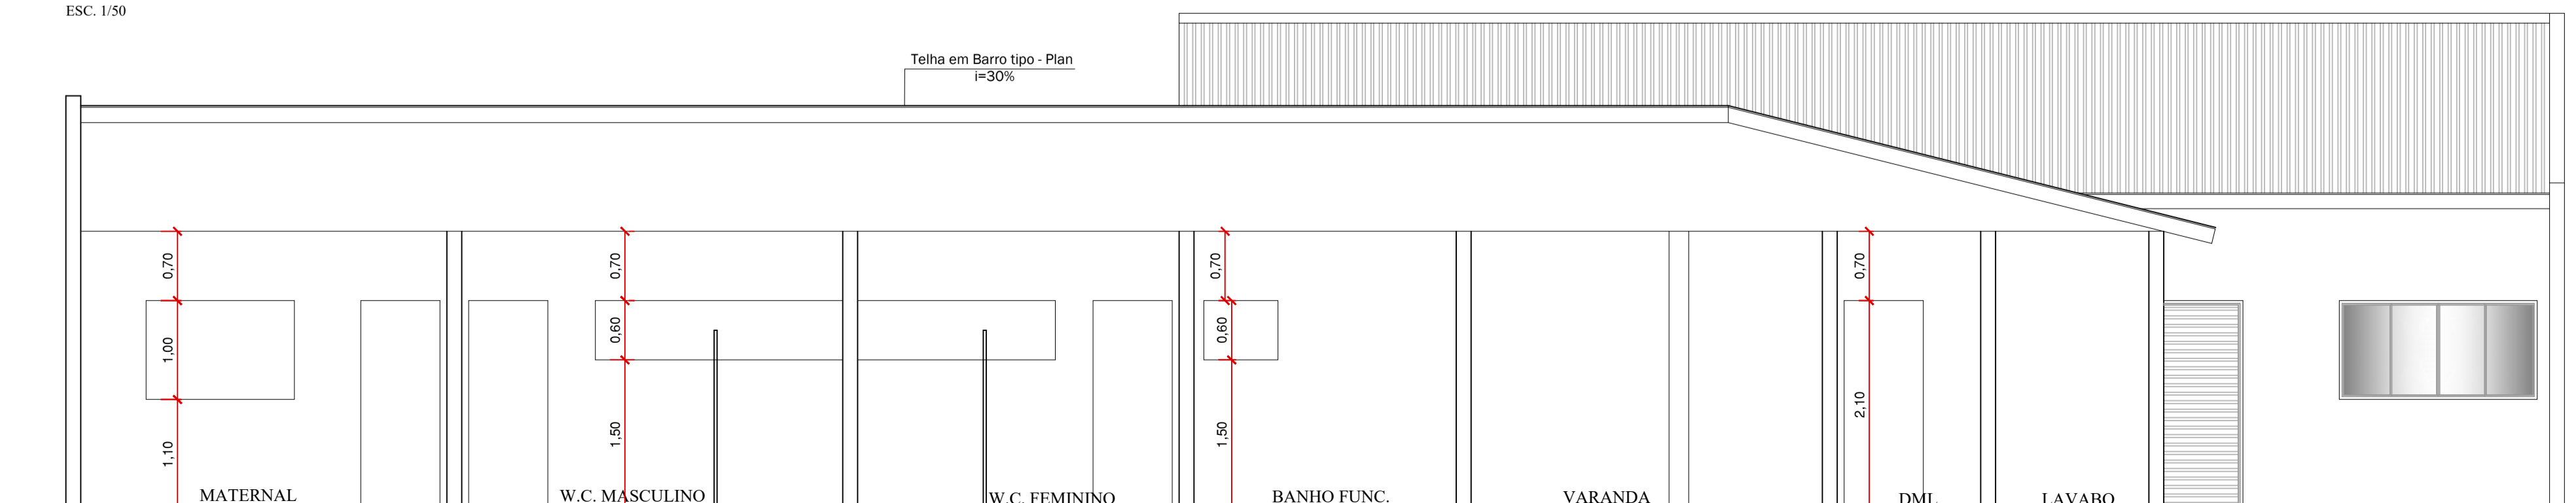 ESC. 1/50
Telha em Barro tipo - Plan
i=30%
0,70
0,70
0,70
0,70
1,00
0,60
0,60
2,10
1,10
1,50
1,50
MATERNAL
W.C. MASCULINO
W.C. FEMININO
BANHO FUNC.
VARANDA
DML
LAVABO